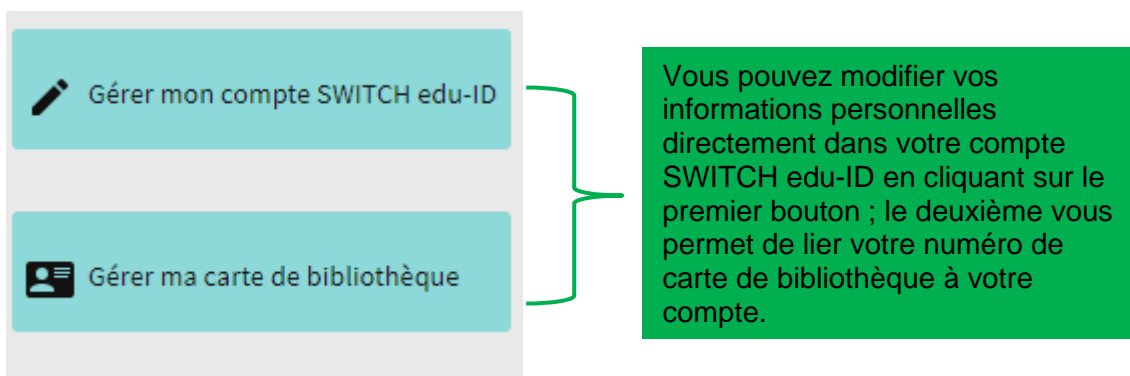 Gérer mon compte SWITCH edu-ID
Gérer ma carte de bibliothèque
Vous pouvez modifier vos
informations personnelles
directement dans votre compte
SWITCH edu-ID en cliquant sur le
premier bouton ; le deuxième vous
permet de lier votre numéro de
carte de bibliothèque à votre
compte.